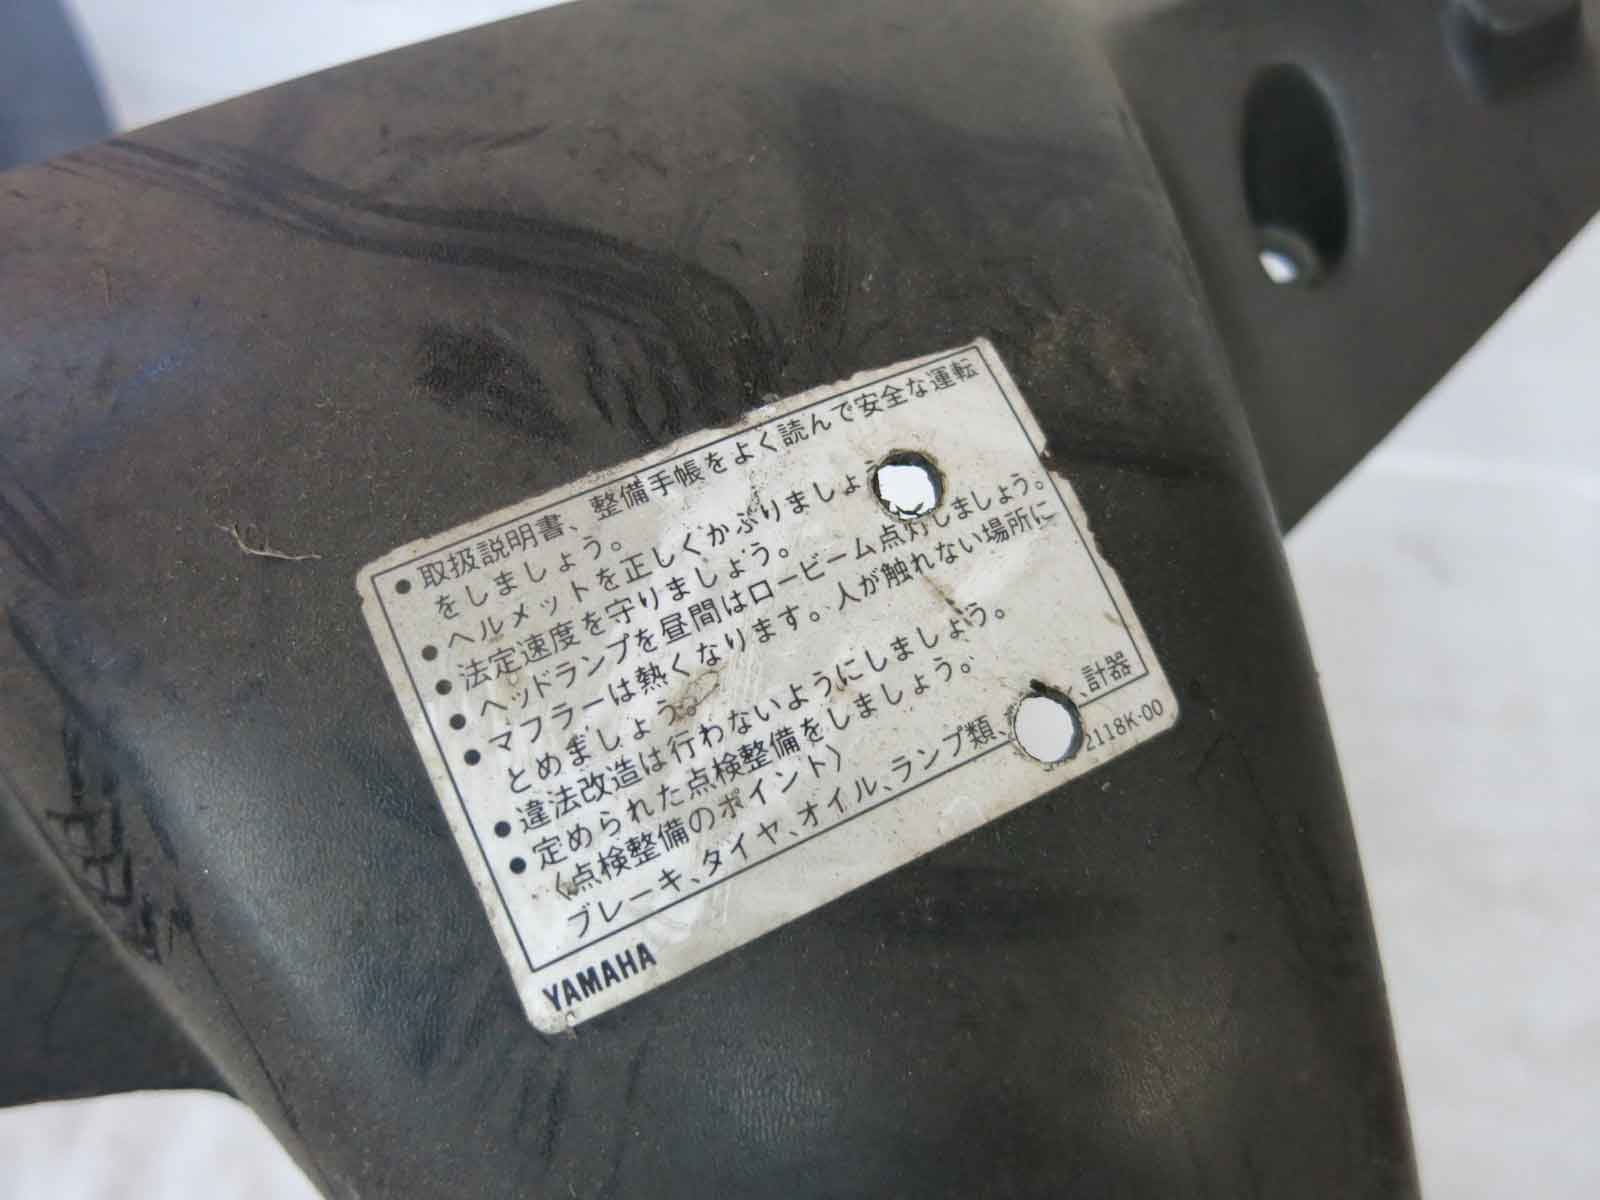 ●取扱説明書、整備手帳をよく読んで安全な運転
をしましょう。
●ヘルメットを正しくかぶりましょう
●法定速度を守りましょう。
●ヘッドランプを昼間はロービーム点灯しましょう。
●マフラーは熱くなります。人が触れない場所に
とめましょう。
●違法改造は行わないようにしましょう。
●定められた点検整備をしましょう。
〈点検整備のポイント〉
ブレーキ、タイヤ、オイル、ランプ類、、計器
YAMAHA
2118K-00